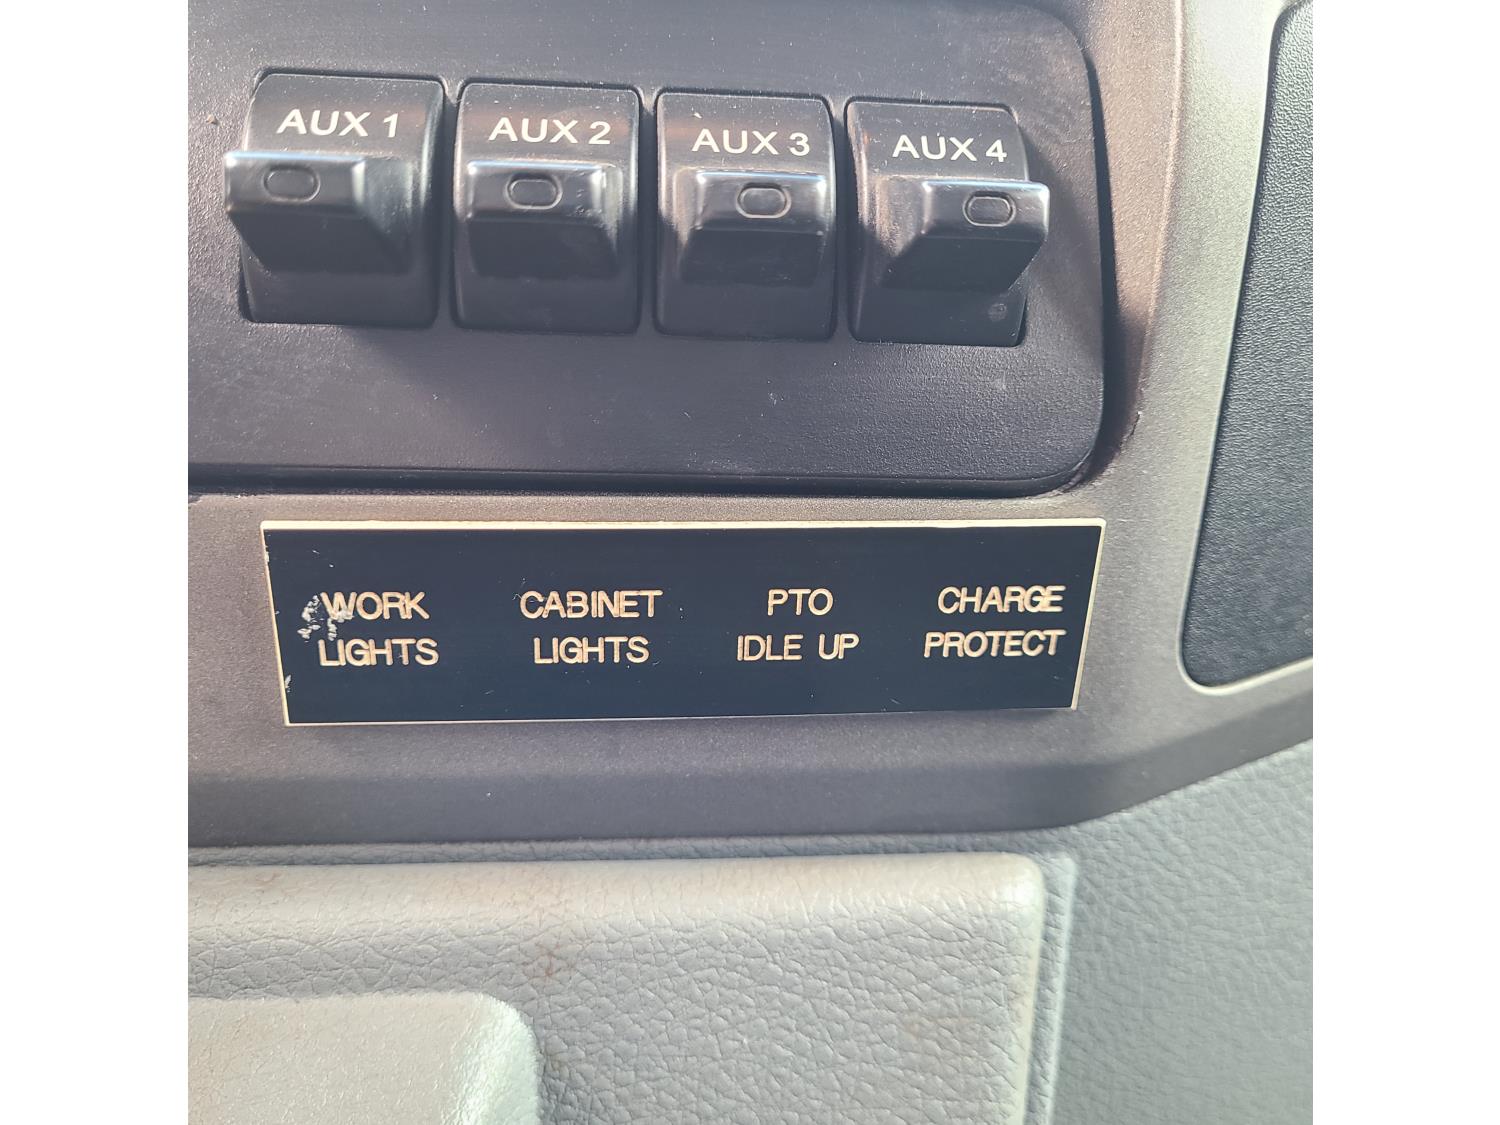 AUX 1 AUX 2 AUX 3 AUX 4
WORK CABINET PTO CHARGE
LIGHTS LIGHTS IDLE UP PROTECT